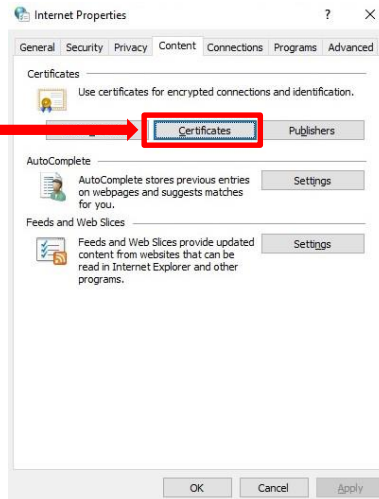 Internet Properties ? X
General Security Privacy Content Connections Programs Advanced
Certificates
Use certificates for encrypted connections and identification.
Certificates Publishers
AutoComplete
AutoComplete stores previous entries
on webpages and suggests matches
for you.
Settings
Feeds and Web Slices
Feeds and Web Slices provide updated
content from websites that can be
read in Internet Explorer and other
programs.
Settings
OK Cancel Apply